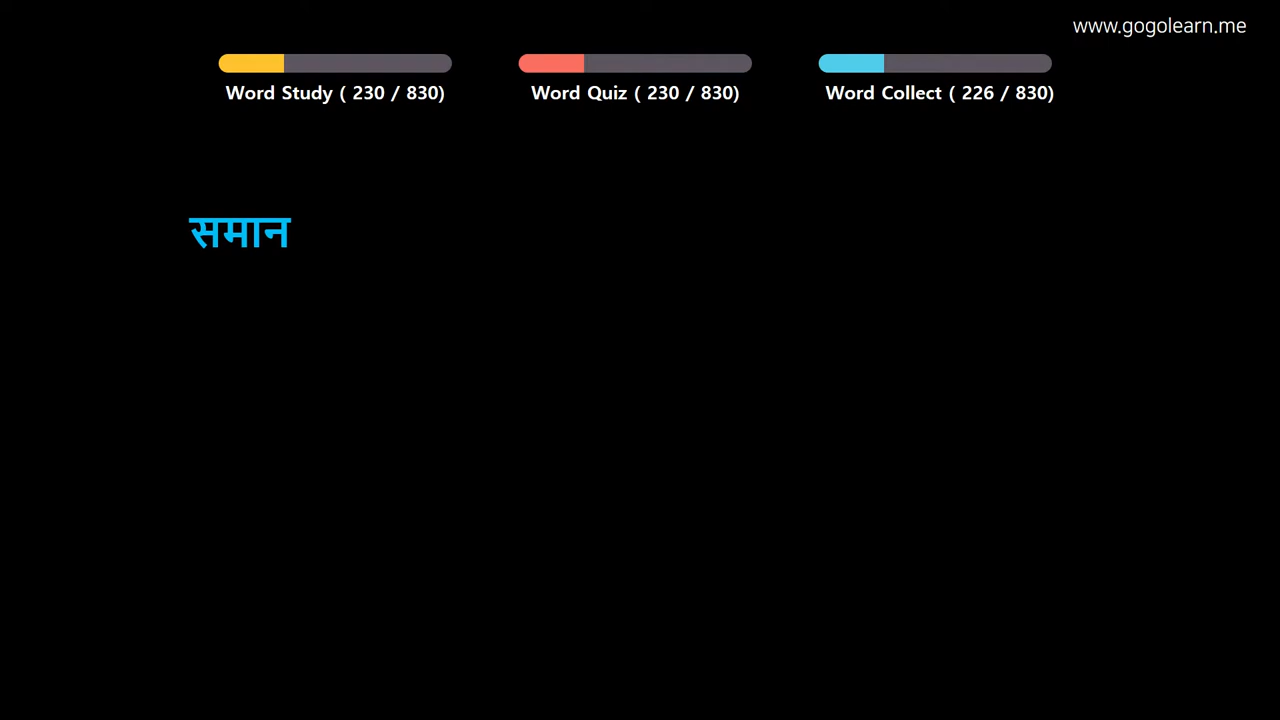 www.gogolearn.me
Word Study ( 230 / 830)
Word Quiz ( 230 / 830)
Word Collect ( 226 / 830)
समान